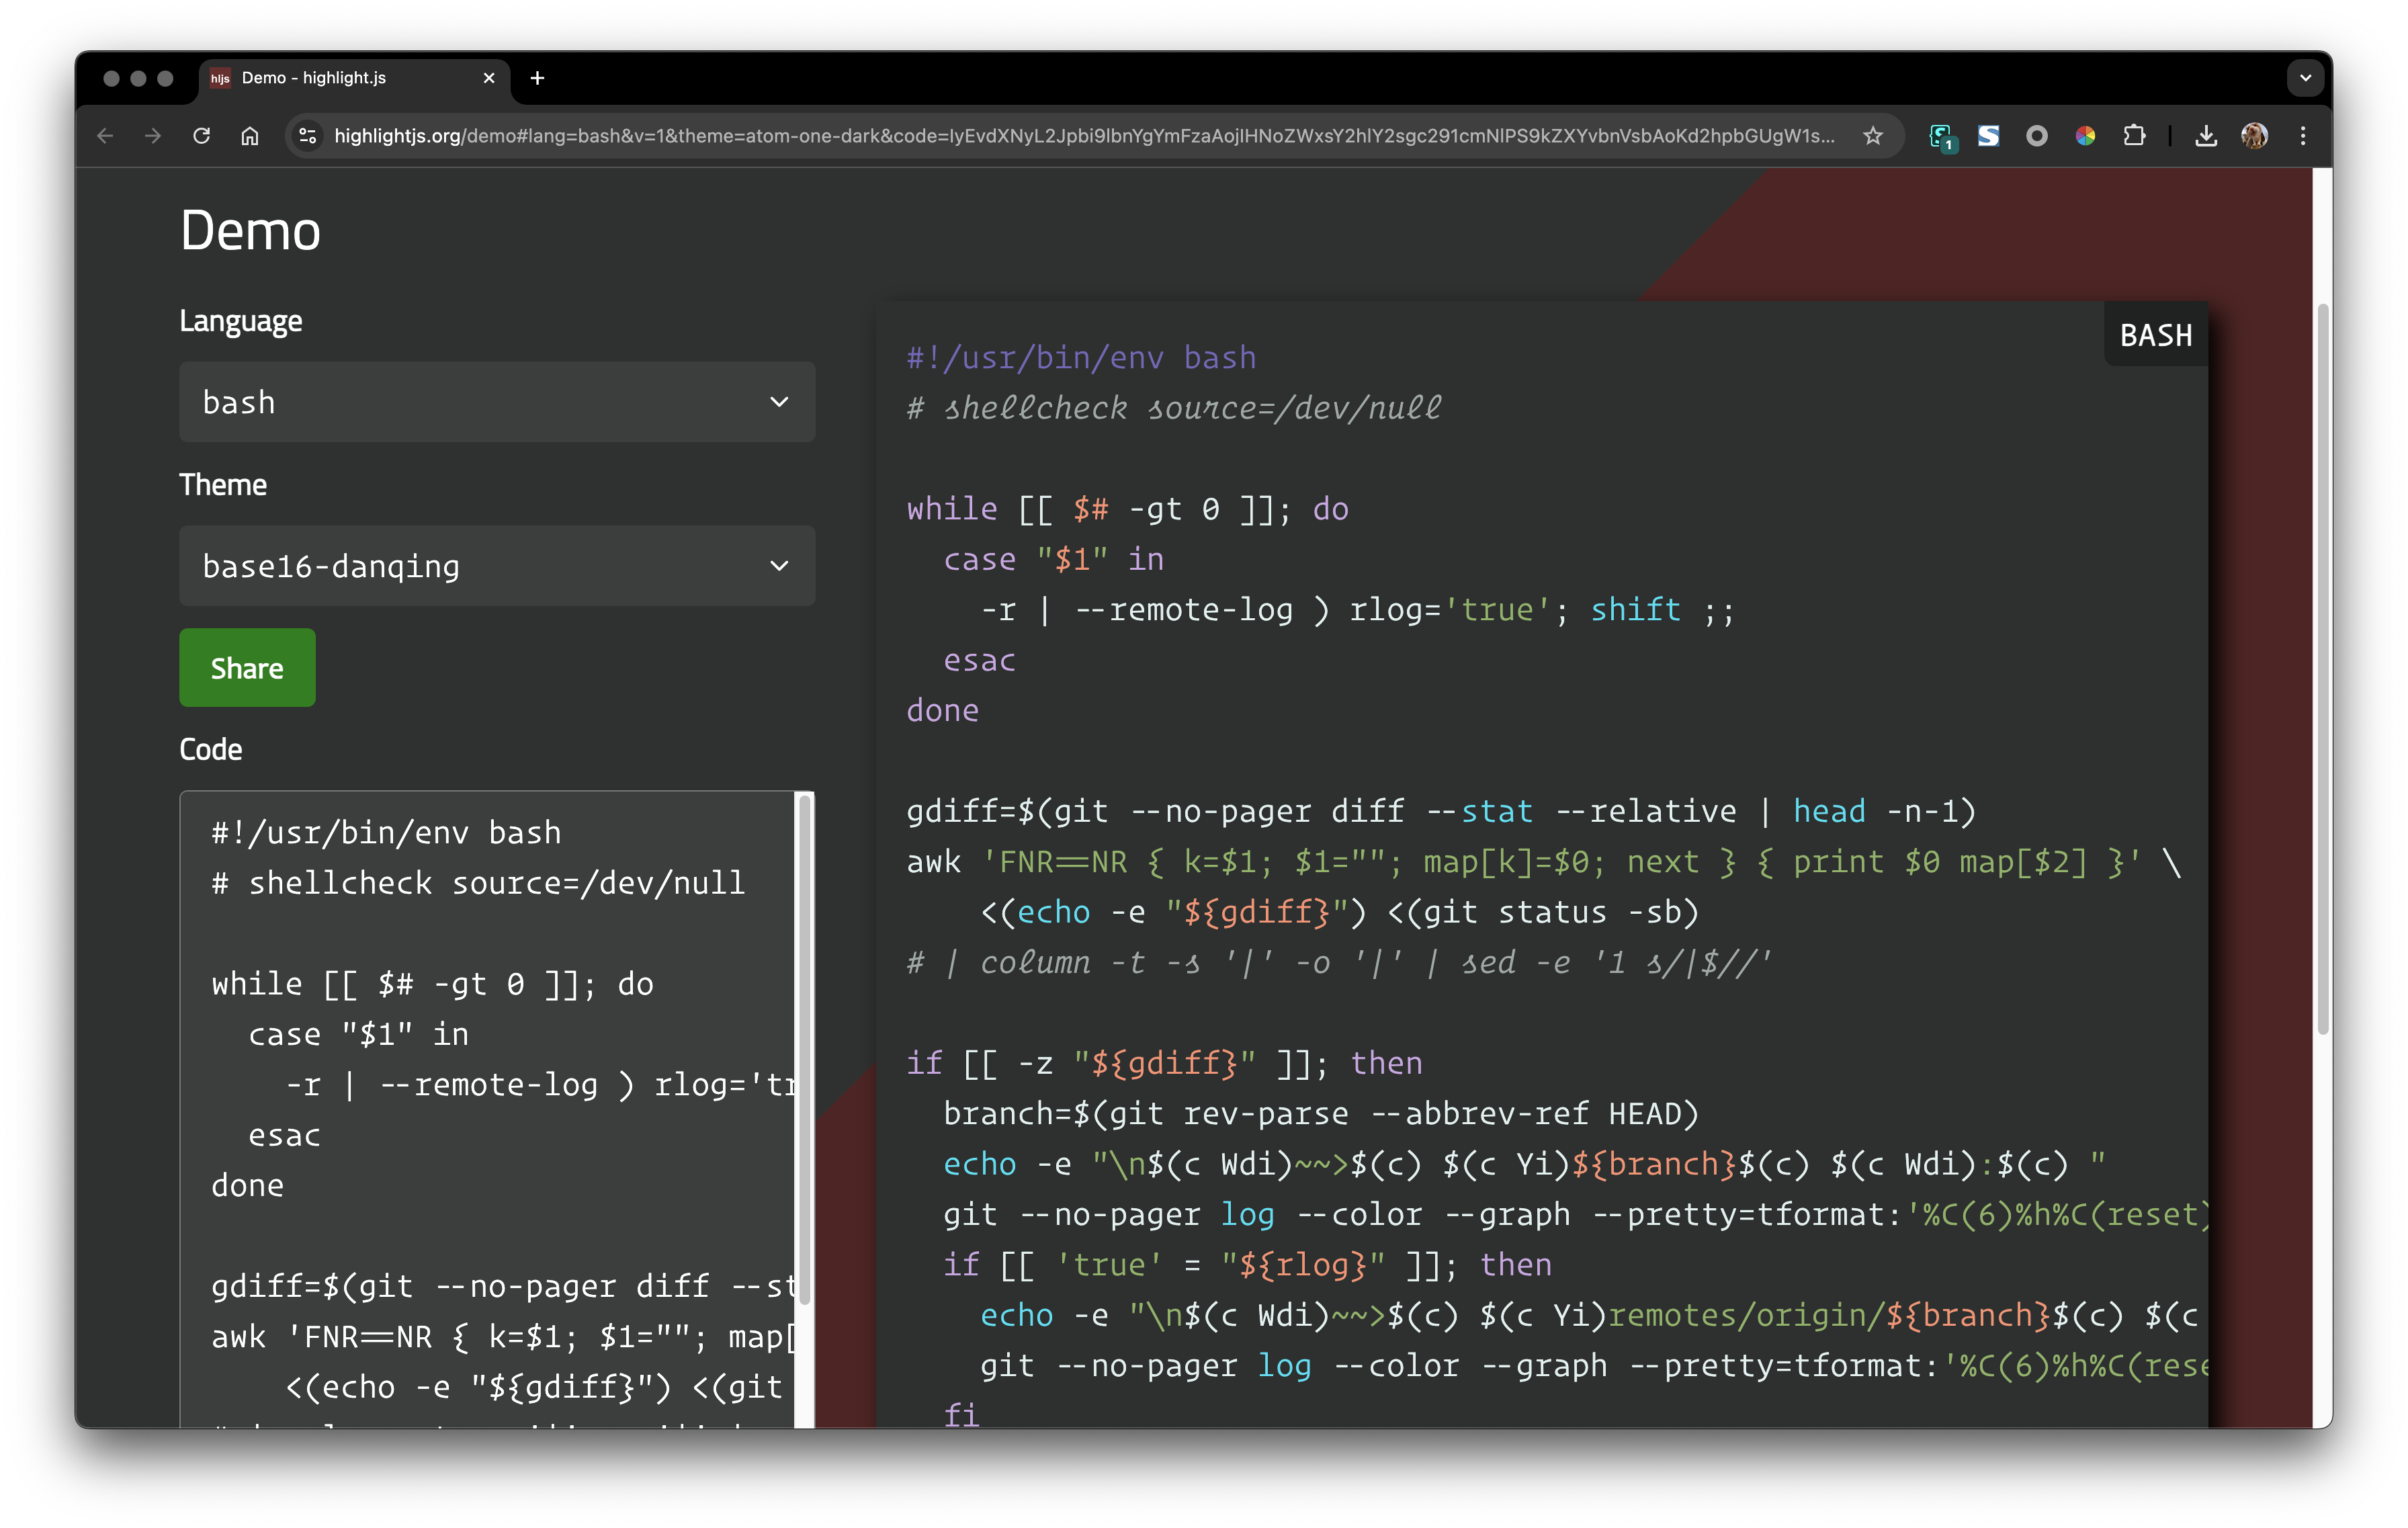 hljs Demo - highlight.js
highlightjs.org/demo#lang=bash&v=1&theme=atom-one-dark&code=IyEvdXNyL2Jpbi9lbnYgYmFzaAojIHNoZWxsY2hlY2sgc291cmNlPS9kZXYvbnVsbAoKd2hpbGUgW1s...
1
Demo
Language
bash
Theme
base16-danqing
Share
Code
#!/usr/bin/env bash
# shellcheck source=/dev/null
while [[ $# -gt 0 ]]; do
  case "$1" in
    -r | --remote-log ) rlog='tr
  esac
done
gdiff=$(git --no-pager diff --st
awk 'FNR==NR { k=$1; $1=""; map[
    <(echo -e "${gdiff}") <(git
BASH
#!/usr/bin/env bash
# shellcheck source=/dev/null
while [[ $# -gt 0 ]]; do
  case "$1" in
    -r | --remote-log ) rlog='true'; shift ;;
  esac
done
gdiff=$(git --no-pager diff --stat --relative | head -n-1)
awk 'FNR==NR { k=$1; $1=""; map[k]=$0; next } { print $0 map[$2] }' \
    <(echo -e "${gdiff}") <(git status -sb)
# | column -t -s '|' -o '|' | sed -e '1 s/|$//'
if [[ -z "${gdiff}" ]]; then
  branch=$(git rev-parse --abbrev-ref HEAD)
  echo -e "\n$(c Wdi)~~>$(c) $(c Yi)${branch}$(c) $(c Wdi):$(c) "
  git --no-pager log --color --graph --pretty=tformat:'%C(6)%h%C(reset)
  if [[ 'true' = "${rlog}" ]]; then
    echo -e "\n$(c Wdi)~~>$(c) $(c Yi)remotes/origin/${branch}$(c) $(c
    git --no-pager log --color --graph --pretty=tformat:'%C(6)%h%C(rese
  fi